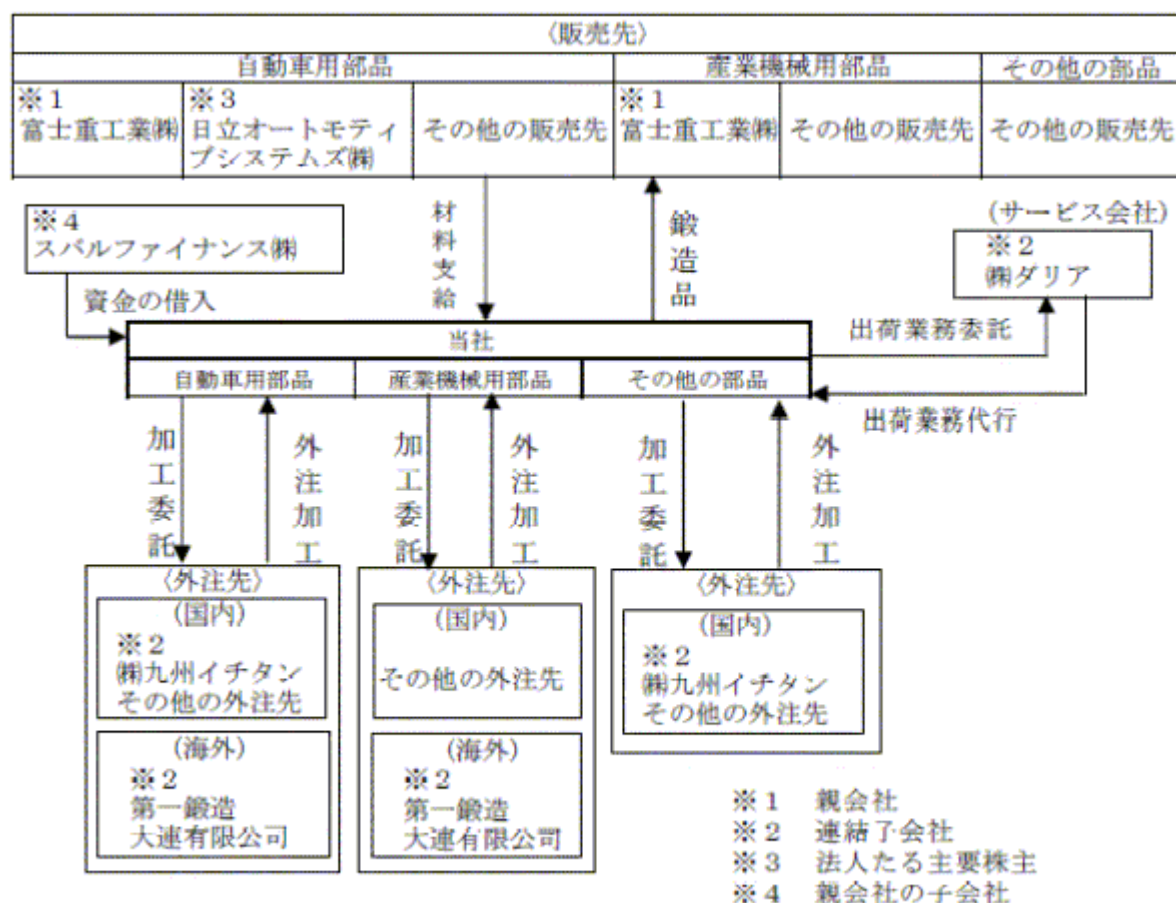 〈販売先〉
自動車用部品
産業機械用部品
その他の部品
※1
富士重工業㈱
※3
日立オートモティ
ブシステムズ㈱
その他の販売先
※1
富士重工業㈱
その他の販売先
その他の販売先
※4
スバルファイナンス㈱
資金の借入
材料支給
鍛造品
(サービス会社)
※2
㈱ダリア
出荷業務委託
出荷業務代行
当社
自動車用部品
産業機械用部品
その他の部品
加工委託
外注加工
加工委託
外注加工
加工委託
外注加工
〈外注先〉
(国内)
※2
㈱九州イチタン
その他の外注先
(海外)
※2
第一鍛造
大連有限公司
〈外注先〉
(国内)
その他の外注先
(海外)
※2
第一鍛造
大連有限公司
〈外注先〉
(国内)
※2
㈱九州イチタン
その他の外注先
※1 親会社
※2 連結子会社
※3 法人たる主要株主
※4 親会社の子会社